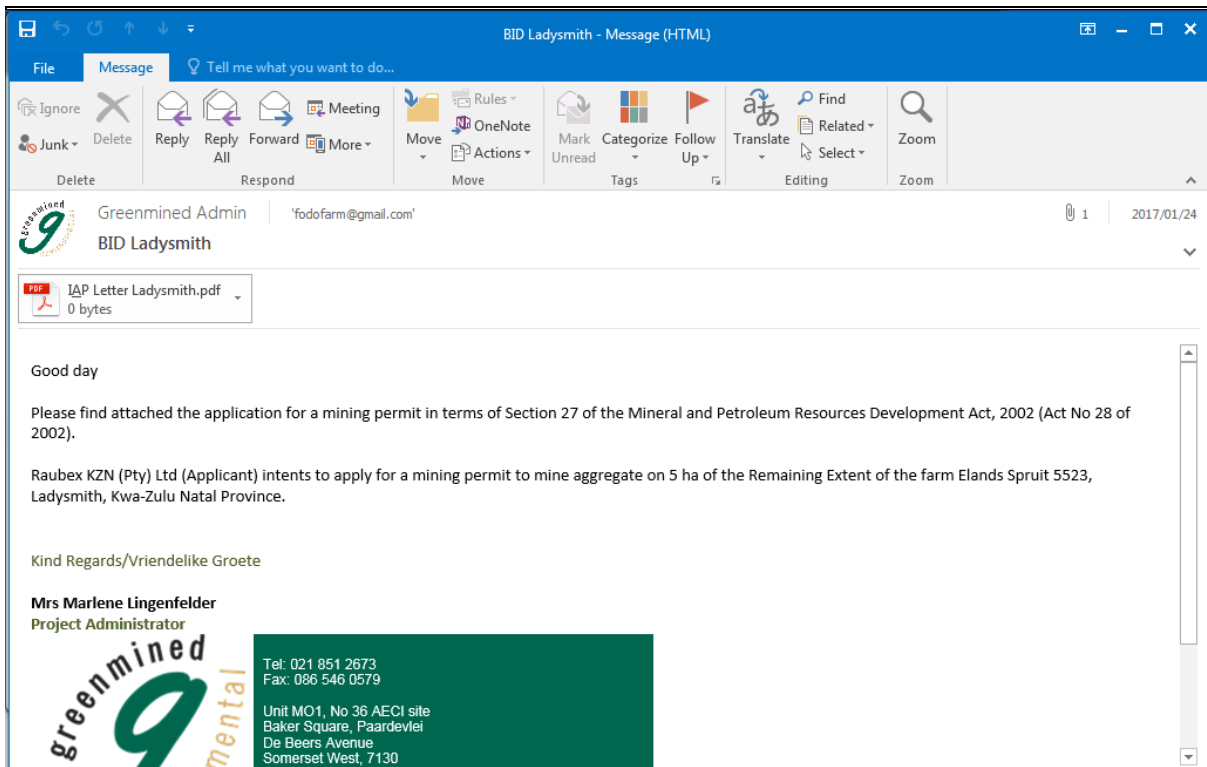 BID Ladysmith - Message (HTML)
File Message Tell me what you want to do...
Ignore
Junk
Delete
Reply
Reply All
Forward
Meeting
More
Move
Rules
OneNote
Actions
Mark Unread
Categorize
Follow Up
Translate
Find
Related
Select
Zoom
Delete Respond Move Tags Editing Zoom
greenmined environmental
Greenmined Admin 'fodofarm@gmail.com' 1 2017/01/24
BID Ladysmith
PDF
IAP Letter Ladysmith.pdf
0 bytes
Good day
Please find attached the application for a mining permit in terms of Section 27 of the Mineral and Petroleum Resources Development Act, 2002 (Act No 28 of
2002).
Raubex KZN (Pty) Ltd (Applicant) intents to apply for a mining permit to mine aggregate on 5 ha of the Remaining Extent of the farm Elands Spruit 5523,
Ladysmith, Kwa-Zulu Natal Province.
Kind Regards/Vriendelike Groete
Mrs Marlene Lingenfelder
Project Administrator
greenmined
mental
Tel: 021 851 2673
Fax: 086 546 0579
Unit MO1, No 36 AECI site
Baker Square, Paardevlei
De Beers Avenue
Somerset West, 7130